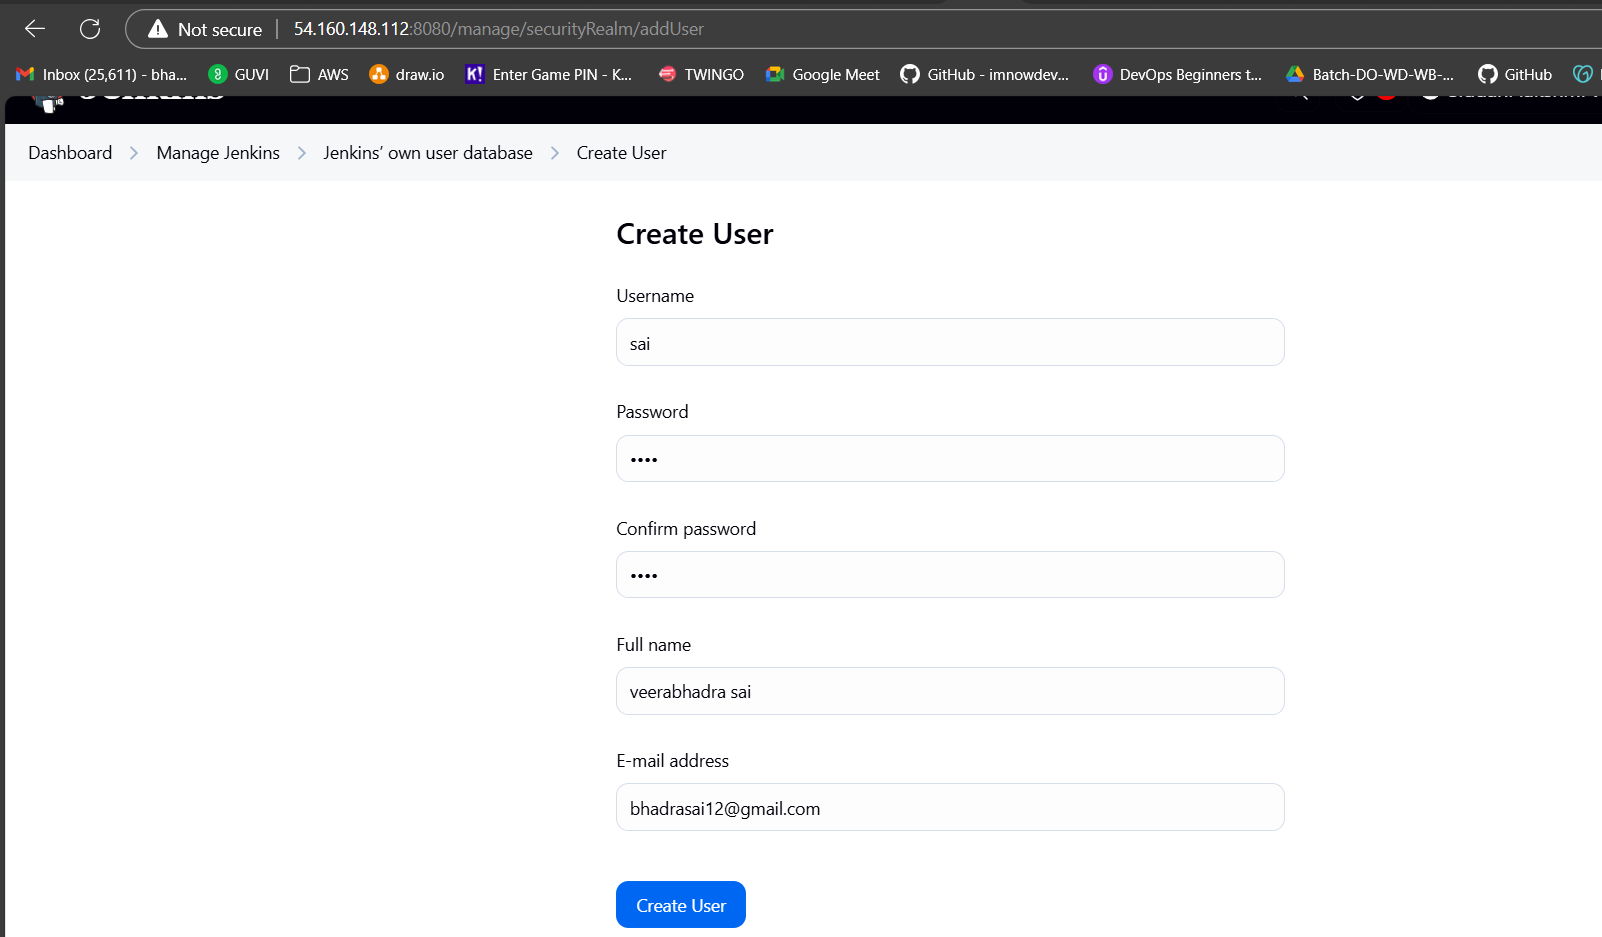 Not secure 54.160.148.112:8080/manage/securityRealm/addUser
Inbox (25,611) - bha... GUVI AWS draw.io K! Enter Game PIN - K... TWINGO Google Meet GitHub - imnowdev... DevOps Beginners t... Batch-DO-WD-WB-... GitHub
Dashboard Manage Jenkins Jenkins’ own user database Create User
Create User
Username
sai
Password
••••
Confirm password
••••
Full name
veerabhadra sai
E-mail address
bhadrasai12@gmail.com
Create User